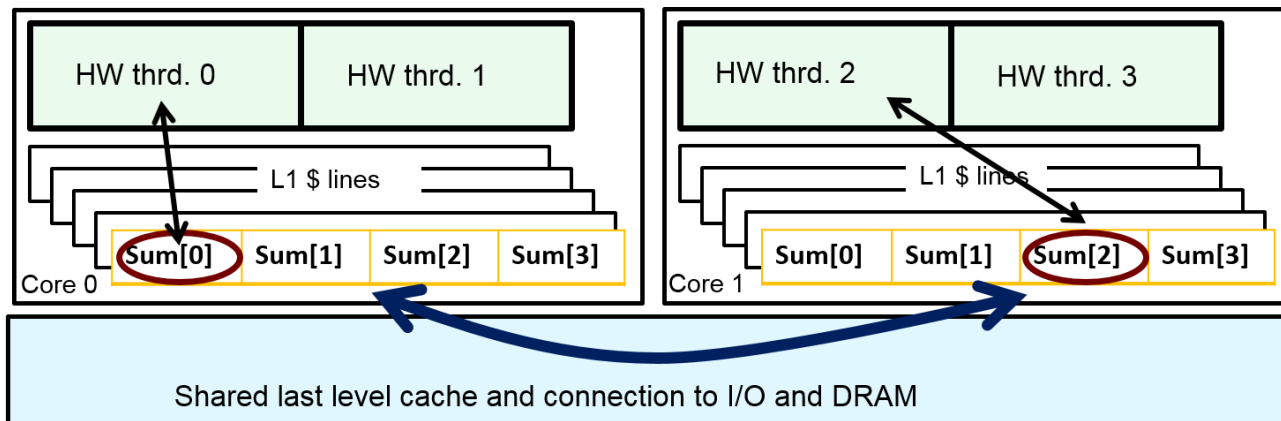 HW thrd. 0
HW thrd. 1
L1 $ lines
Sum[0] Sum[1] Sum[2] Sum[3]
Core 0
HW thrd. 2
HW thrd. 3
L1 $ lines
Sum[0] Sum[1] Sum[2] Sum[3]
Core 1
Shared last level cache and connection to I/O and DRAM